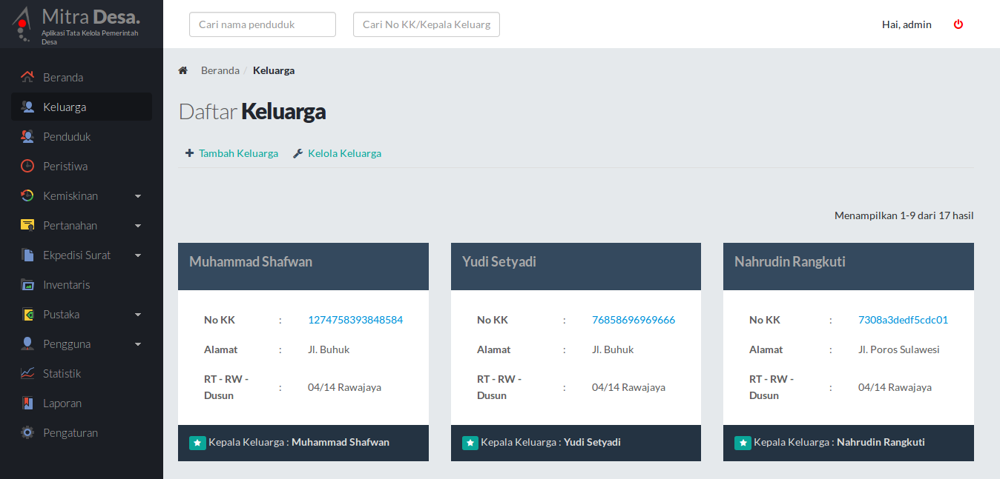 Mitra Desa.
Aplikasi Tata Kelola Pemerintah
Desa
Cari nama penduduk
Cari No KK/Kepala Keluarg
Hai, admin
Beranda
Keluarga
Penduduk
Peristiwa
Kemiskinan
Pertanahan
Ekpedisi Surat
Inventaris
Pustaka
Pengguna
Statistik
Laporan
Pengaturan
Beranda / Keluarga
Daftar Keluarga
Tambah Keluarga
Kelola Keluarga
Menampilkan 1-9 dari 17 hasil
Muhammad Shafwan
No KK : 1274758393848584
Alamat : Jl. Buhuk
RT - RW -
Dusun : 04/14 Rawajaya
Kepala Keluarga : Muhammad Shafwan
Yudi Setyadi
No KK : 76858696969666
Alamat : Jl. Buhuk
RT - RW -
Dusun : 04/14 Rawajaya
Kepala Keluarga : Yudi Setyadi
Nahrudin Rangkuti
No KK : 7308a3dedf5cdc01
Alamat : Jl. Poros Sulawesi
RT - RW -
Dusun : 04/14 Rawajaya
Kepala Keluarga : Nahrudin Rangkuti